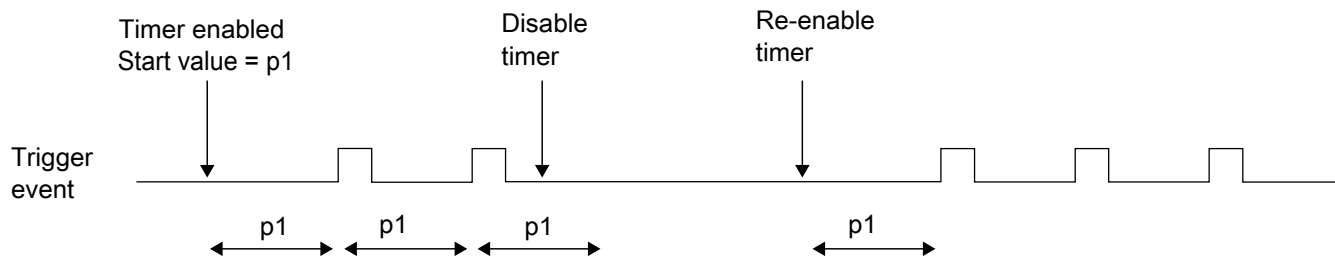 Timer enabled
Start value = p1
Disable
timer
Re-enable
timer
Trigger
event
p1
p1
p1
p1